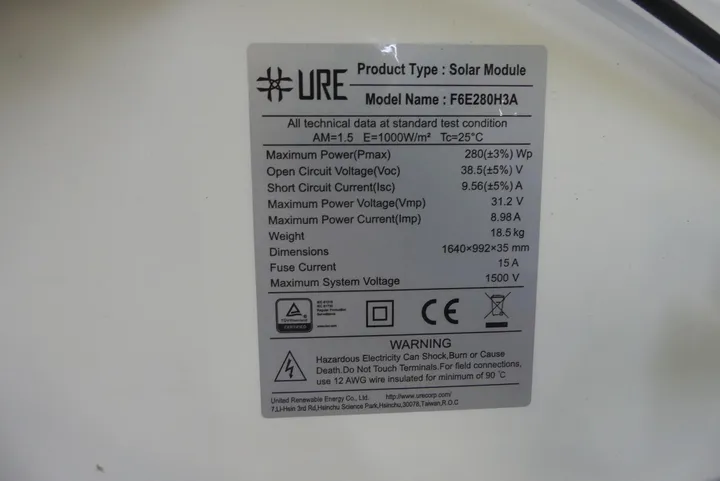 URE
Product Type : Solar Module
Model Name : F6E280H3A
All technical data at standard test condition
AM=1.5 E=1000W/m² Tc=25°C
Maximum Power(Pmax) 280(±3%) Wp
Open Circuit Voltage(Voc) 38.5(±5%) V
Short Circuit Current(Isc) 9.56(±5%) A
Maximum Power Voltage(Vmp) 31.2 V
Maximum Power Current(Imp) 8.98 A
Weight 18.5 kg
Dimensions 1640×992×35 mm
Fuse Current 15 A
Maximum System Voltage 1500 V
CE
WARNING
Hazardous Electricity Can Shock,Burn or Cause
Death.Do Not Touch Terminals.For field connections,
use 12 AWG wire insulated for minimum of 90 °C
United Renewable Energy Co., Ltd. http://www.urecorp.com/
7,Li-Hsin 3rd Rd,Hsinchu Science Park,Hsinchu,30078,Taiwan,R.O.C